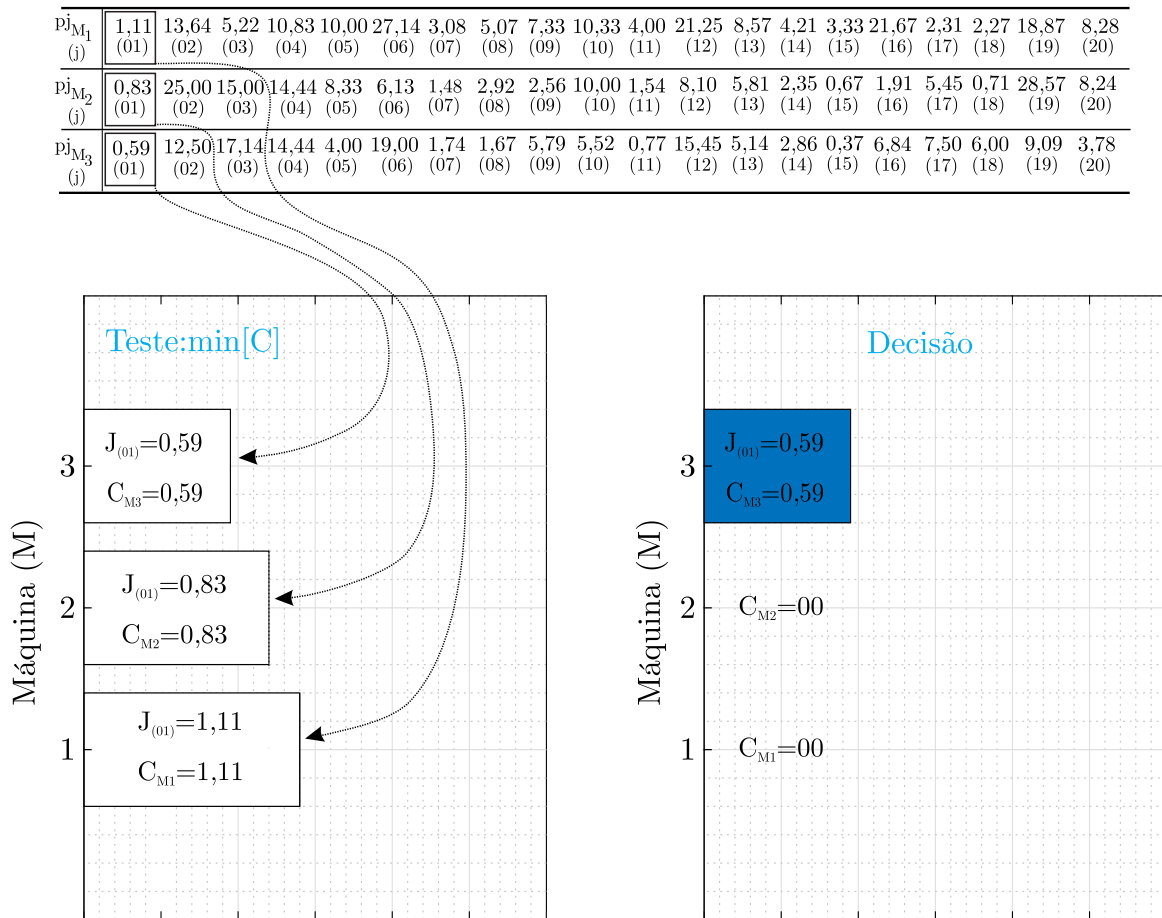 pj_M1 1,11 13,64 5,22 10,83 10,00 27,14 3,08 5,07 7,33 10,33 4,00 21,25 8,57 4,21 3,33 21,67 2,31 2,27 18,87 8,28
(j) (01) (02) (03) (04) (05) (06) (07) (08) (09) (10) (11) (12) (13) (14) (15) (16) (17) (18) (19) (20)
pj_M2 0,83 25,00 15,00 14,44 8,33 6,13 1,48 2,92 2,56 10,00 1,54 8,10 5,81 2,35 0,67 1,91 5,45 0,71 28,57 8,24
(j) (01) (02) (03) (04) (05) (06) (07) (08) (09) (10) (11) (12) (13) (14) (15) (16) (17) (18) (19) (20)
pj_M3 0,59 12,50 17,14 14,44 4,00 19,00 1,74 1,67 5,79 5,52 0,77 15,45 5,14 2,86 0,37 6,84 7,50 6,00 9,09 3,78
(j) (01) (02) (03) (04) (05) (06) (07) (08) (09) (10) (11) (12) (13) (14) (15) (16) (17) (18) (19) (20)
Teste:min[C]
Máquina (M)
3
J(01)=0,59
CM3=0,59
2
J(01)=0,83
CM2=0,83
1
J(01)=1,11
CM1=1,11
Decisão
Máquina (M)
3
J(01)=0,59
CM3=0,59
2
CM2=00
1
CM1=00